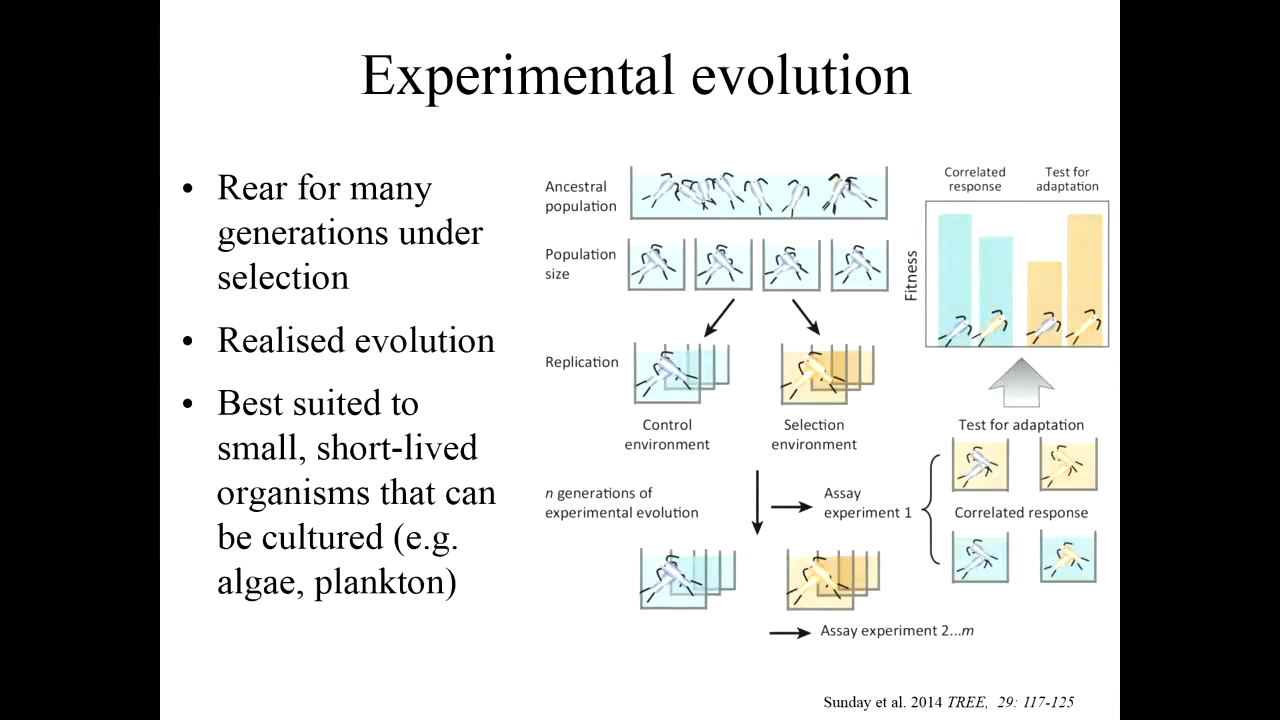 Experimental evolution
• Rear for many
generations under
selection
• Realised evolution
• Best suited to
small, short-lived
organisms that can
be cultured (e.g.
algae, plankton)
Ancestral
population
Population
size
Replication
Control
environment
Selection
environment
n generations of
experimental evolution
Assay
experiment 1
Assay experiment 2...m
Correlated
response
Test for
adaptation
Fitness
Test for adaptation
Correlated response
Sunday et al. 2014 TREE, 29: 117-125